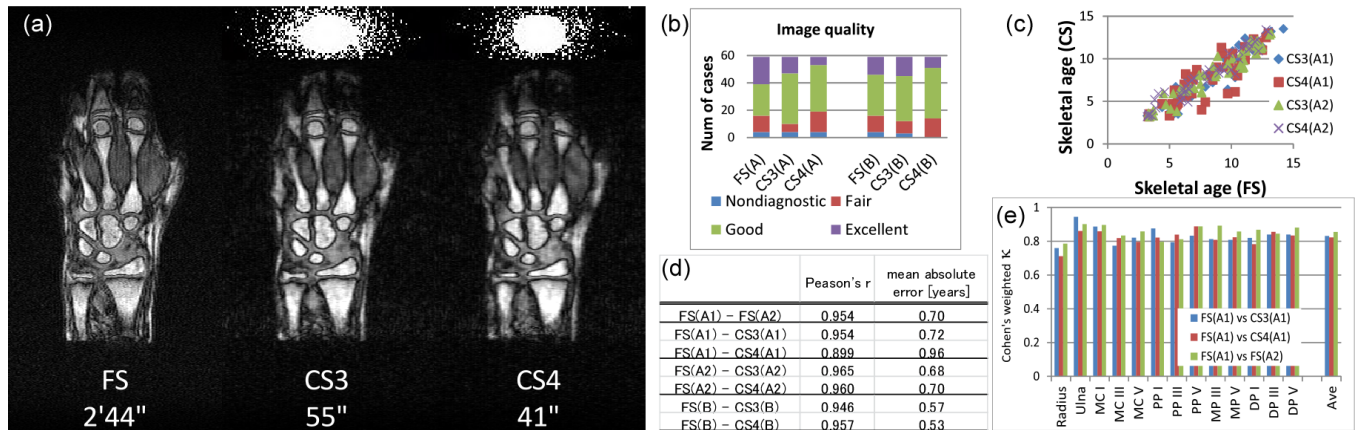 (a)
FS
CS3
CS4
2'44"
55"
41"
(b)
Image quality
Num of cases
60
40
20
0
FS(A)
CS3(A)
CS4(A)
FS(B)
CS3(B)
CS4(B)
Nondiagnostic
Fair
Good
Excellent
(c)
Skeletal age (CS)
15
10
5
0
0
5
10
15
Skeletal age (FS)
CS3(A1)
CS4(A1)
CS3(A2)
CS4(A2)
(d)
Peason's r
mean absolute
error [years]
FS(A1) - FS(A2) 0.954 0.70
FS(A1) - CS3(A1) 0.954 0.72
FS(A1) - CS4(A1) 0.899 0.96
FS(A2) - CS3(A2) 0.965 0.68
FS(A2) - CS4(A2) 0.960 0.70
FS(B) - CS3(B) 0.946 0.57
FS(B) - CS4(B) 0.957 0.53
(e)
Cohen's weighted κ
1
0.8
0.6
0.4
0.2
0
FS(A1) vs CS3(A1)
FS(A1) vs CS4(A1)
FS(A1) vs FS(A2)
Radius
Ulna
MC I
MC III
MC V
PP I
PP III
PP V
MP III
MP V
DP I
DP III
DP V
Ave